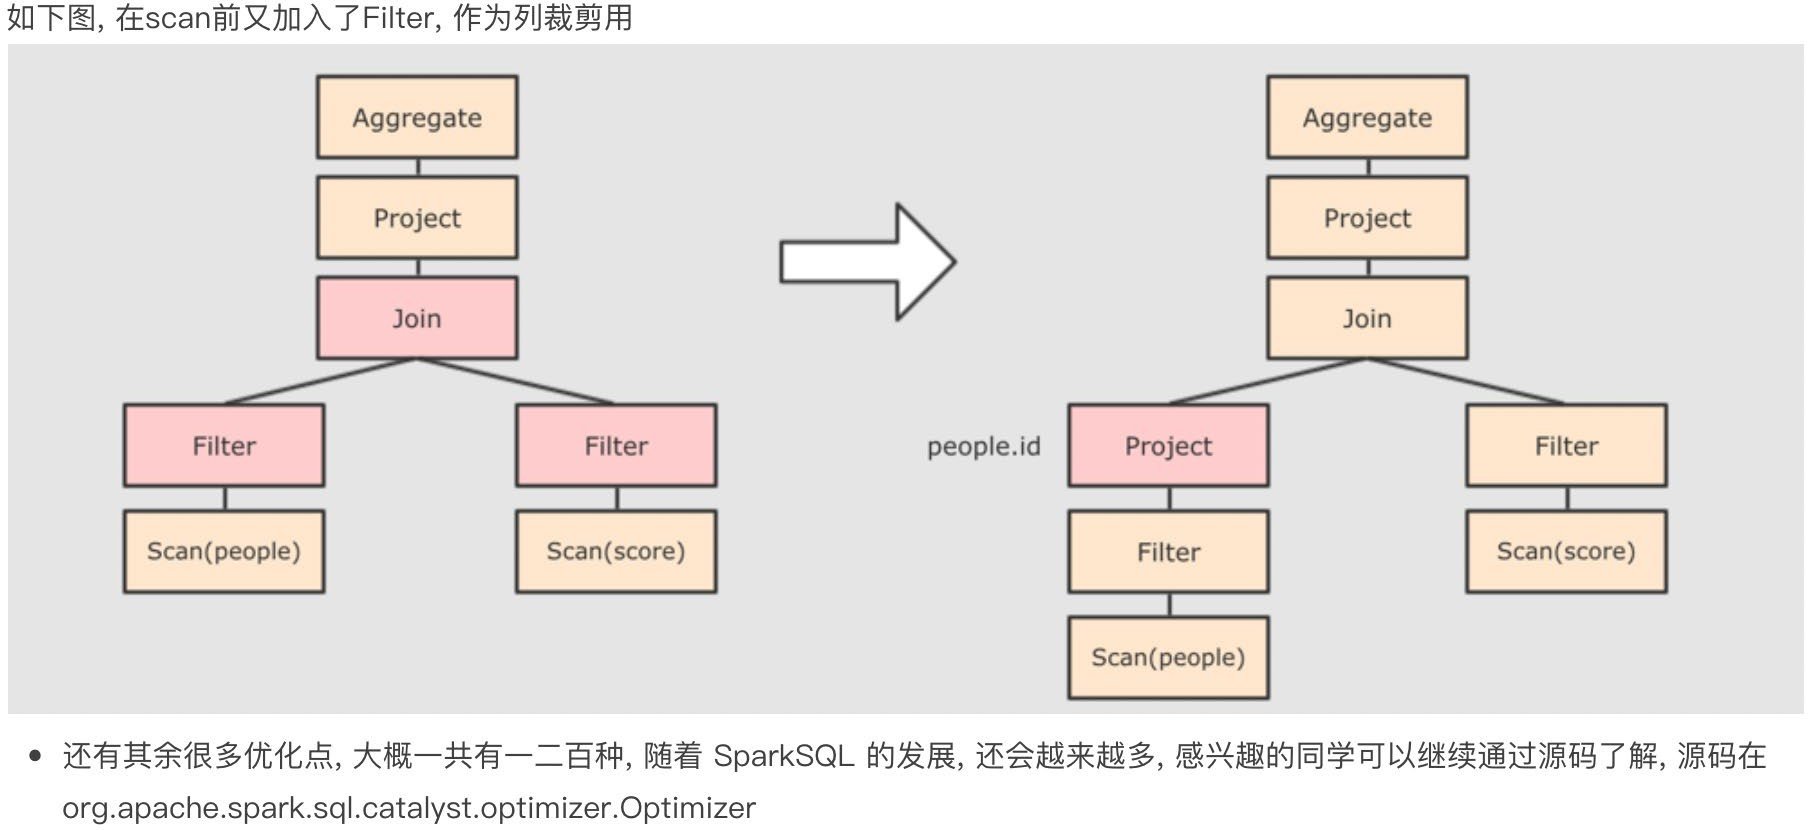 如下图, 在scan前又加入了Filter, 作为列裁剪用
Aggregate
Project
Join
Filter
Filter
Scan(people)
Scan(score)
Aggregate
Project
Join
people.id
Project
Filter
Filter
Scan(score)
Scan(people)
• 还有其余很多优化点, 大概一共有一二百种, 随着 SparkSQL 的发展, 还会越来越多, 感兴趣的同学可以继续通过源码了解, 源码在
org.apache.spark.sql.catalyst.optimizer.Optimizer